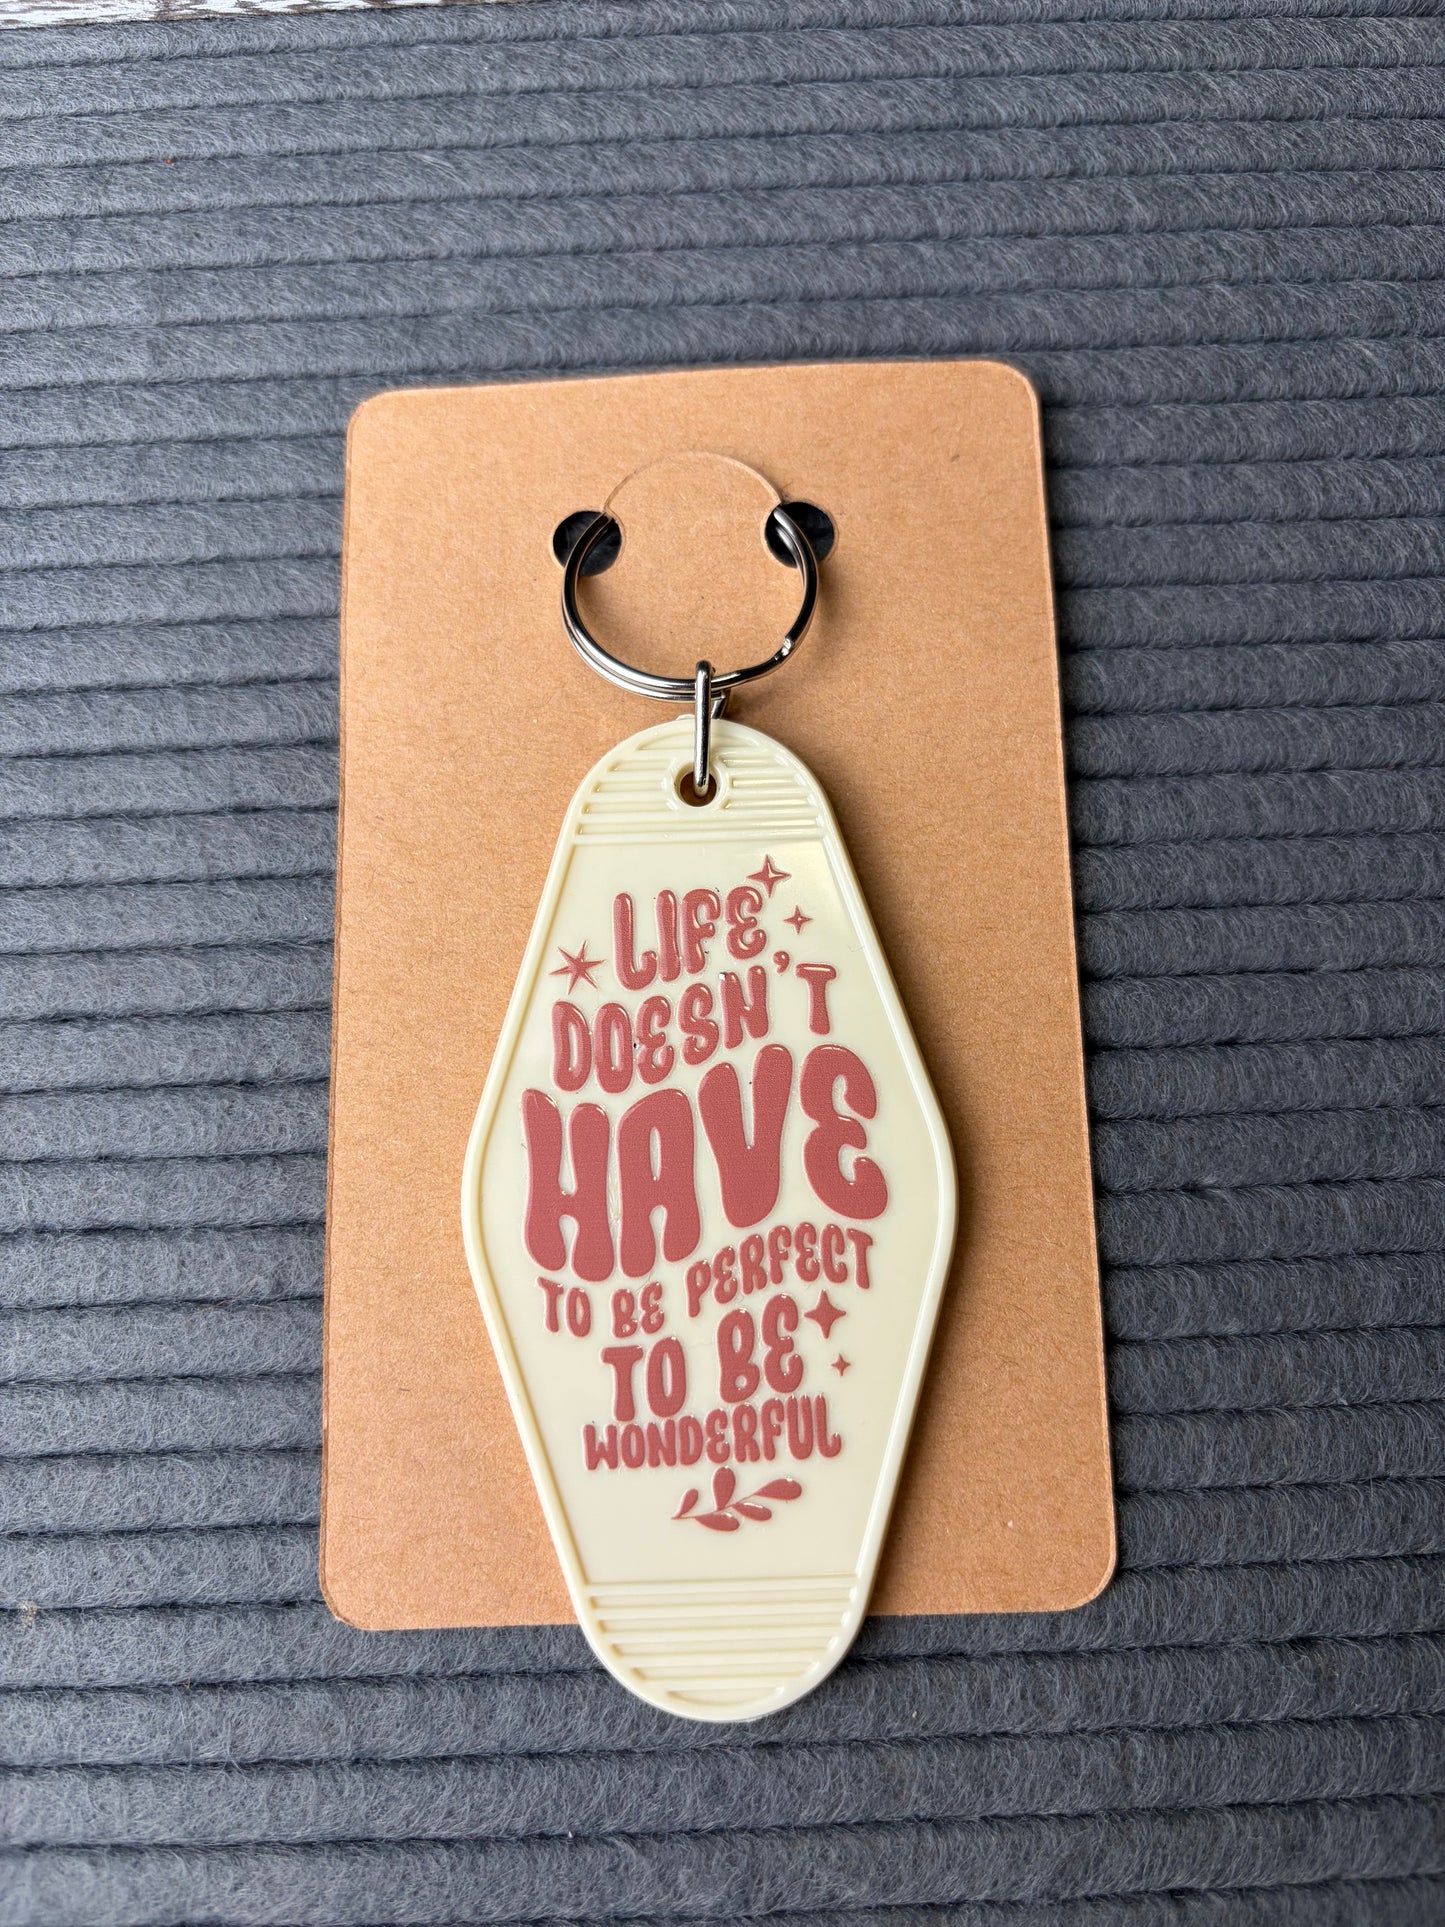 LIFE
DOESN'T
HAVE
TO BE PERFECT
TO BE
WONDERFUL